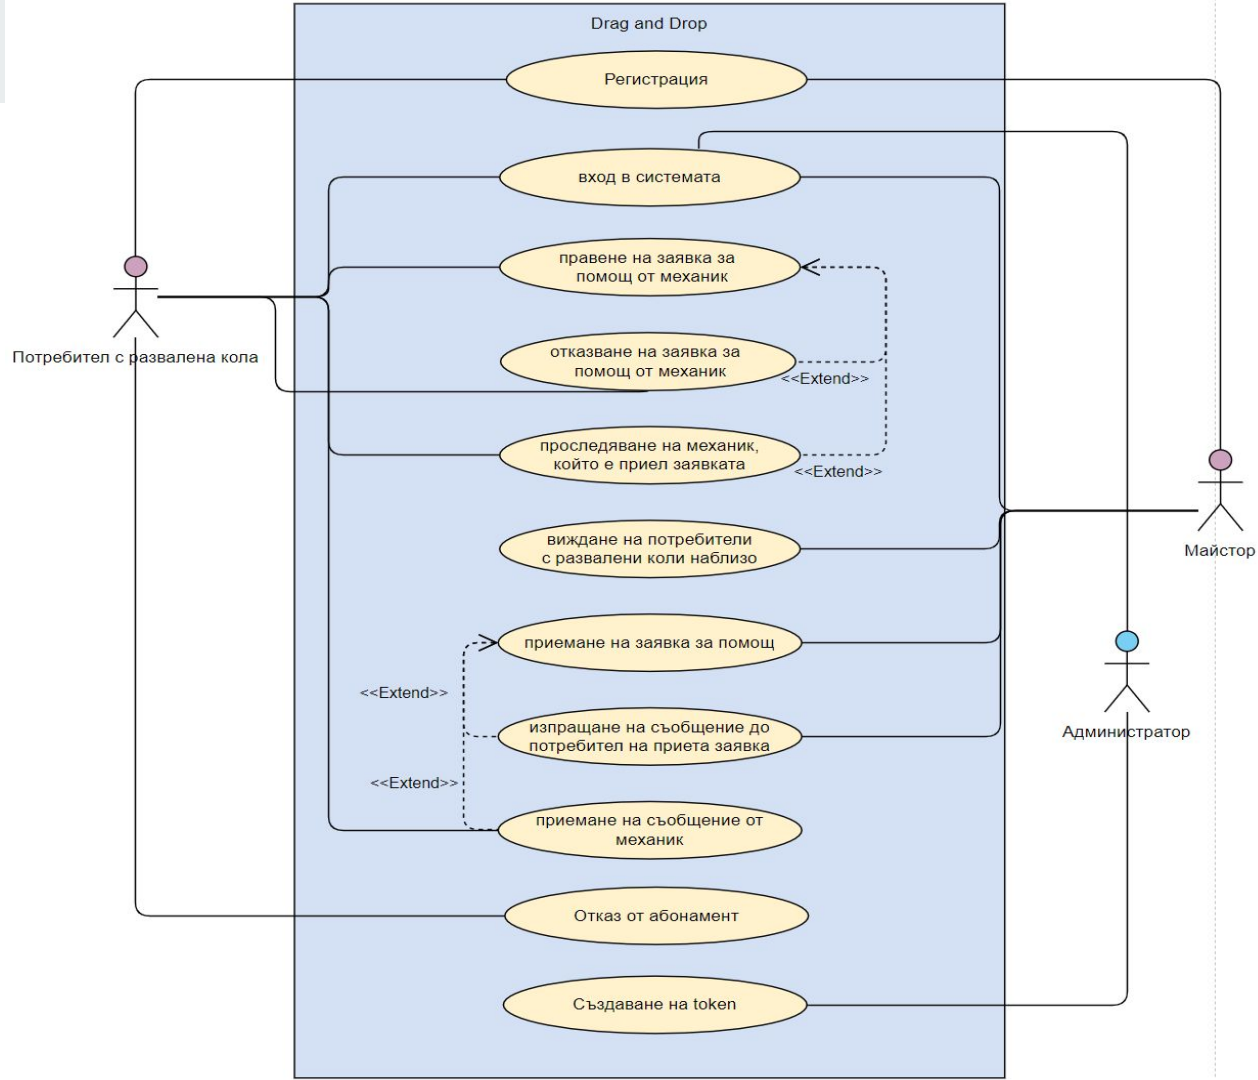 Drag and Drop
Регистрация
вход в системата
правене на заявка за
помощ от механик
отказване на заявка за
помощ от механик
<<Extend>>
Потребител с развалена кола
проследяване на механик,
който е приел заявката
<<Extend>>
виждане на потребители
с развалени коли наблизо
Майстор
приемане на заявка за помощ
<<Extend>>
изпращане на съобщение до
потребител на приета заявка
Администратор
<<Extend>>
приемане на съобщение от
механик
Отказ от абонамент
Създаване на token